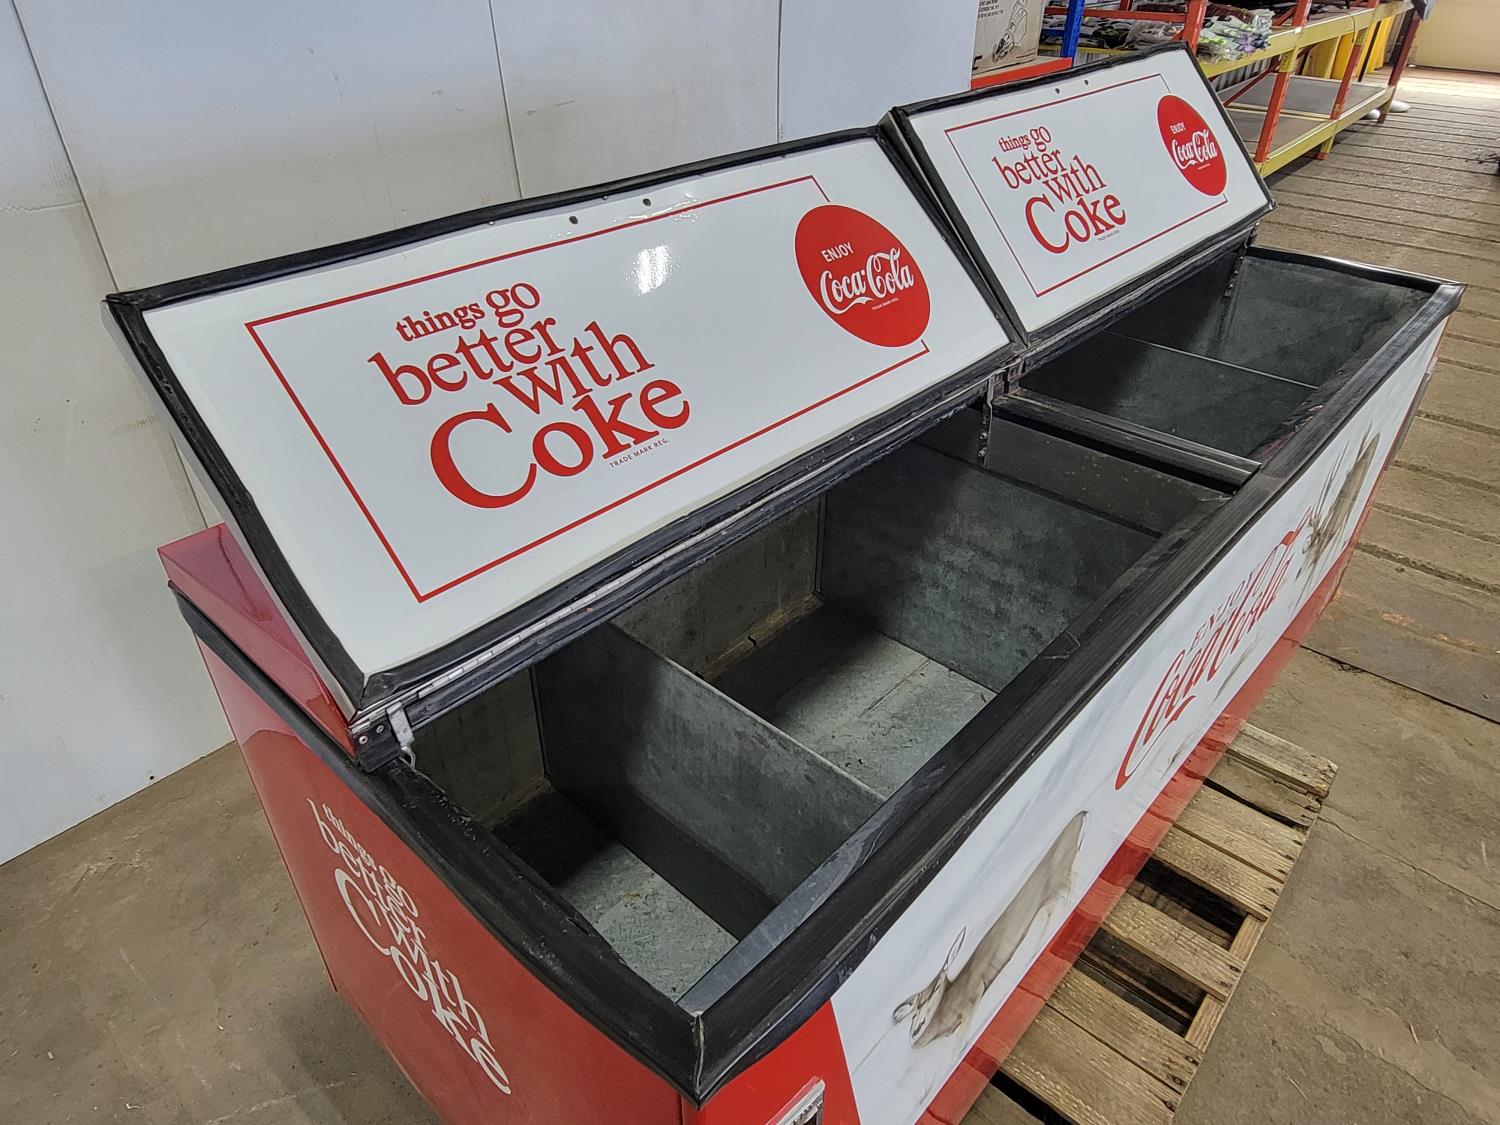 things go
better
with
Coke
TRADE MARK REG.
ENJOY
Coca-Cola
TRADE MARK REG.
things go
better
with
Coke
TRADE MARK REG.
ENJOY
Coca-Cola
things go
better
with
Coke
ENJOY
Coca-Cola